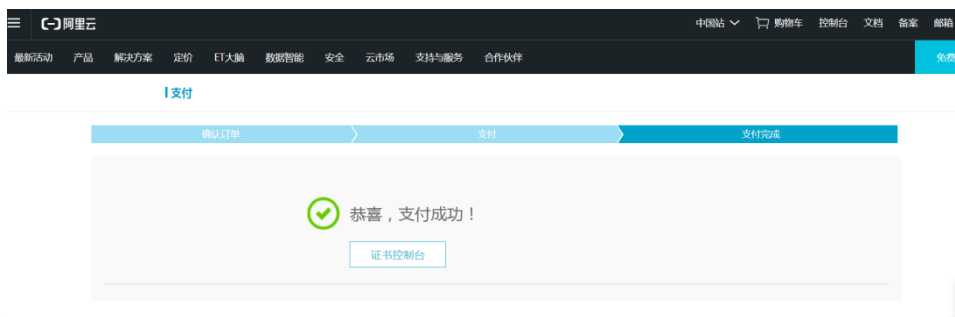 阿里云 中国站 购物车 控制台 文档 备案 邮箱
最新活动 产品 解决方案 定价 ET大脑 数据智能 安全 云市场 支持与服务 合作伙伴 免费
支付
确认订单 支付 支付完成
恭喜，支付成功！
证书控制台